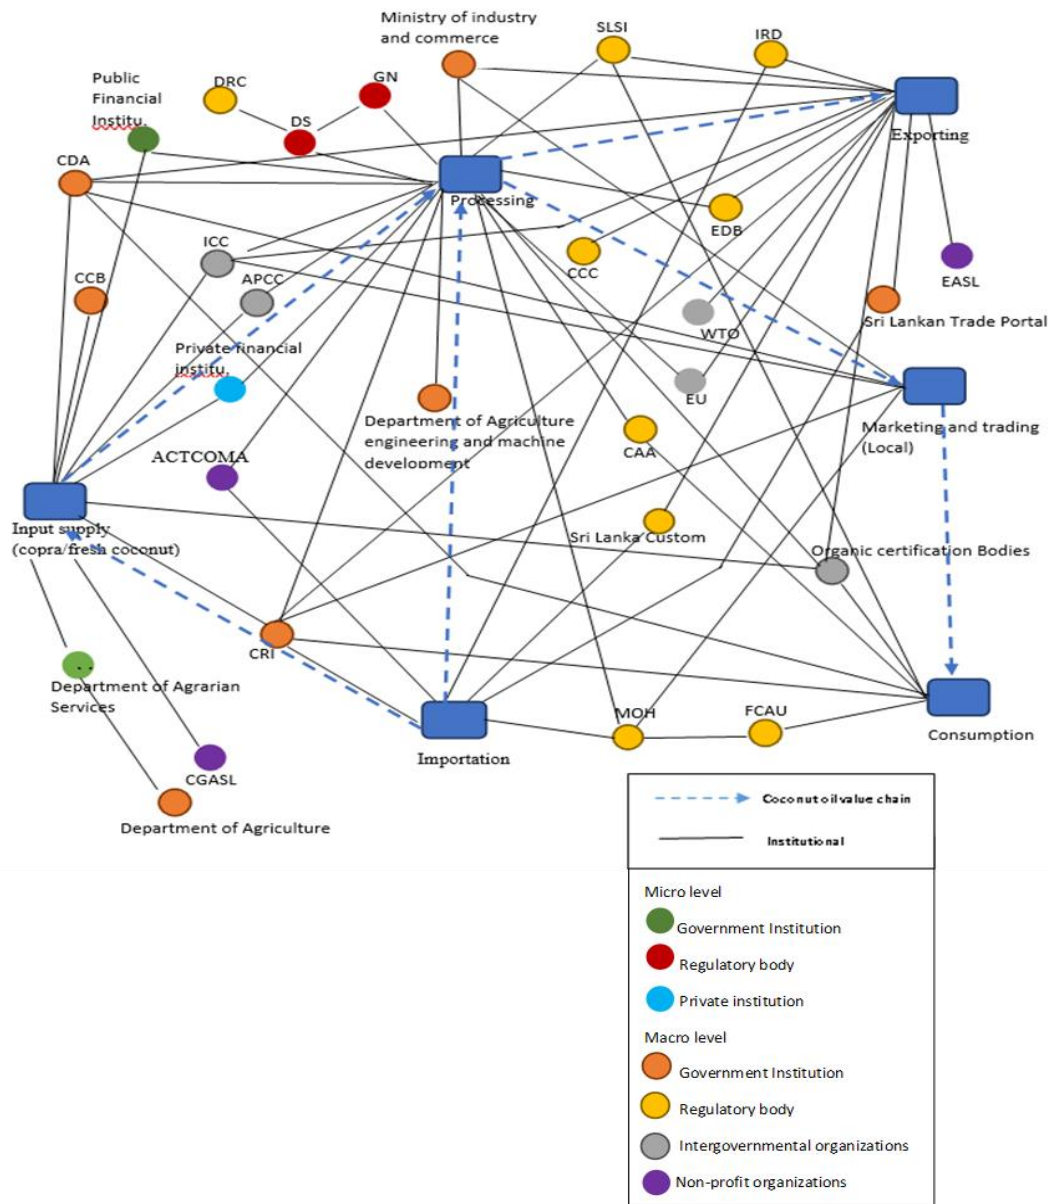 Ministry of industry
and commerce
SLSI
IRD
Public
Financial
Institu.
DRC
GN
DS
Exporting
CDA
Processing
EDB
ICC
CCC
APCC
CCB
EASL
WTO
Sri Lankan Trade Portal
Private financial
institu.
EU
Department of Agriculture
engineering and machine
development
Marketing and trading
(Local)
CAA
ACTCOMA
Input supply
(copra/fresh coconut)
Sri Lanka Custom
Organic certification Bodies
CRI
Department of Agrarian
Services
MOH
FCAU
Consumption
Importation
CGASL
Department of Agriculture
Coconut oil value chain
Institutional
Micro level
Government Institution
Regulatory body
Private institution
Macro level
Government Institution
Regulatory body
Intergovernmental organizations
Non-profit organizations